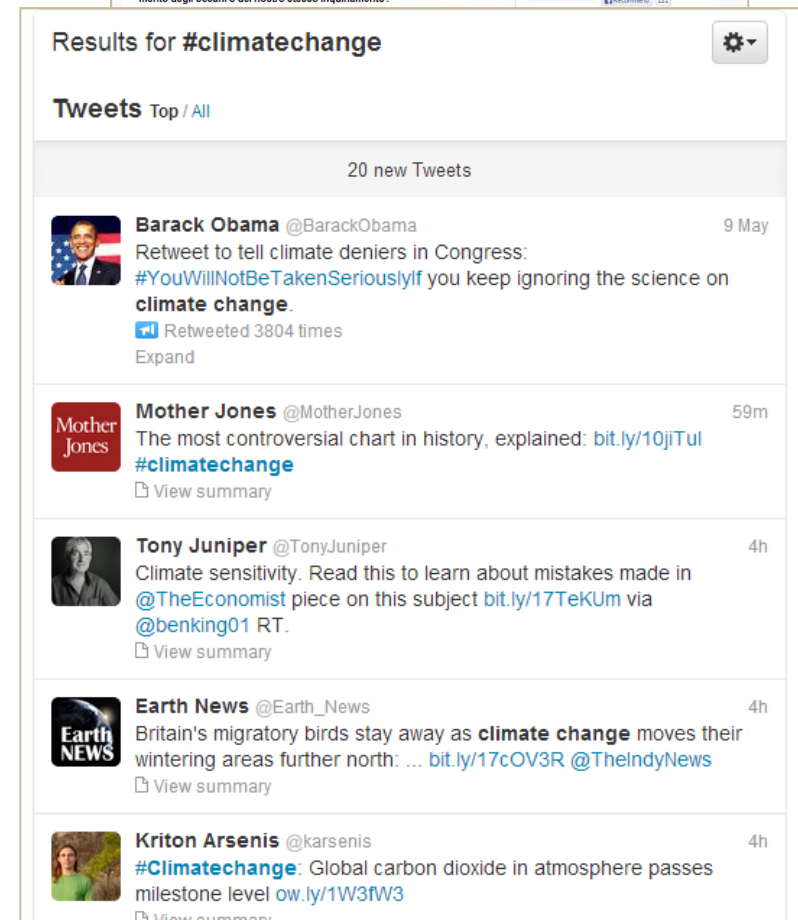 Results for #climatechange
Tweets Top / All
20 new Tweets
Barack Obama @BarackObama 9 May
Retweet to tell climate deniers in Congress:
#YouWillNotBeTakenSeriouslyIf you keep ignoring the science on
climate change.
Retweeted 3804 times
Expand
Mother Jones
Mother Jones @MotherJones 59m
The most controversial chart in history, explained: bit.ly/10jiTuI
#climatechange
View summary
Tony Juniper @TonyJuniper 4h
Climate sensitivity. Read this to learn about mistakes made in
@TheEconomist piece on this subject bit.ly/17TeKUm via
@benking01 RT.
View summary
Earth NEWS
Earth News @Earth_News 4h
Britain's migratory birds stay away as climate change moves their
wintering areas further north: ... bit.ly/17cOV3R @TheIndyNews
View summary
Kriton Arsenis @karsenis 4h
#Climatechange: Global carbon dioxide in atmosphere passes
milestone level ow.ly/1W3fW3
View summary